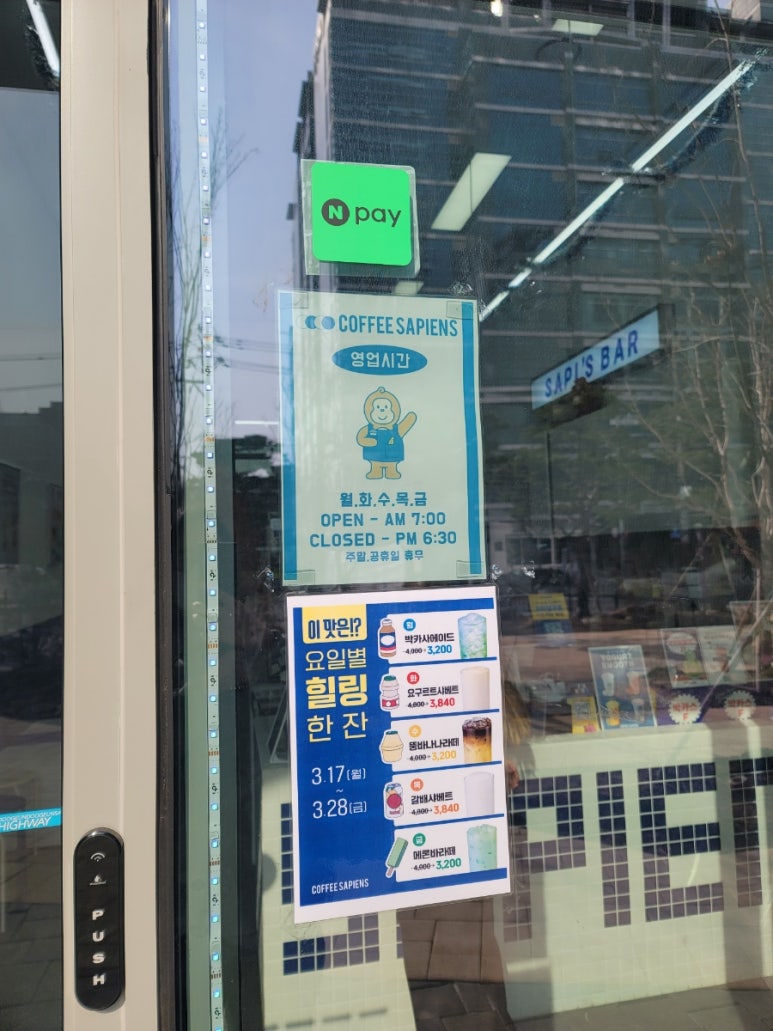 N pay
COFFEE SAPIENS
영업시간
월,화,수,목,금
OPEN - AM 7:00
CLOSED - PM 6:30
주말,공휴일 휴무
SAPI'S BAR
이 맛은!?
요일별
힐링
한 잔
3.17(월)
~
3.28(금)
COFFEE SAPIENS
월
박카사에이드
4,000 3,200
화
요구르트샤베트
4,800 3,840
수
뚱바나나라떼
4,000 3,200
목
갈배샤베트
4,800 3,840
금
메론바라떼
4,000 3,200
HIGHWAY
PUSH